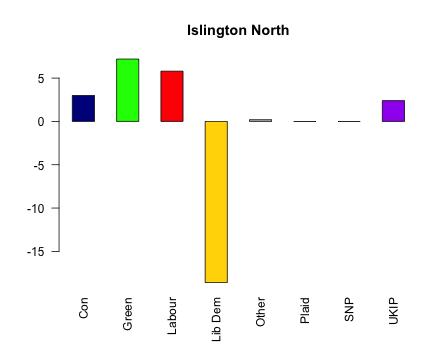 Islington North
5
0
-5
-10
-15
Con
Green
Labour
Lib Dem
Other
Plaid
SNP
UKIP